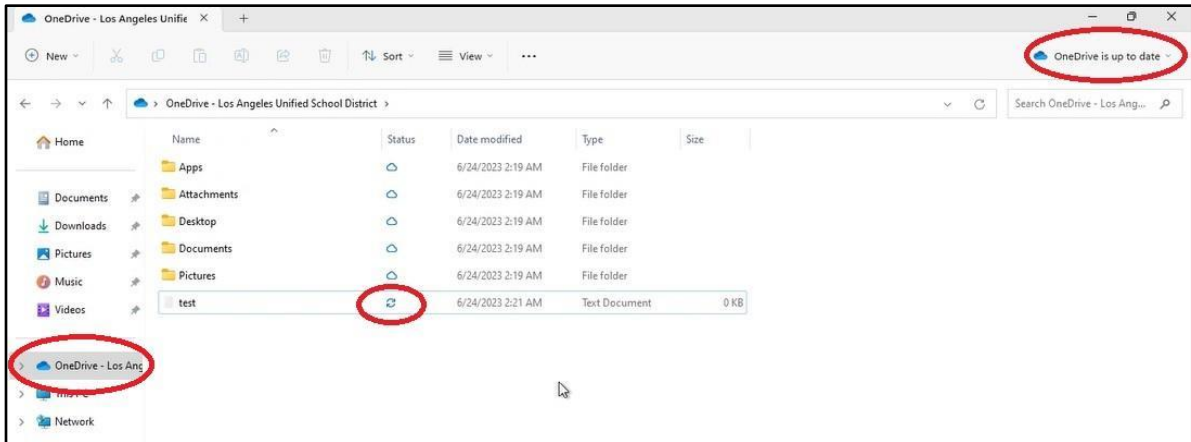 OneDrive - Los Angeles Unifie
New Sort View OneDrive is up to date
OneDrive - Los Angeles Unified School District Search OneDrive - Los Ang...
Home
Name Status Date modified Type Size
Apps 6/24/2023 2:19 AM File folder
Attachments 6/24/2023 2:19 AM File folder
Documents
Desktop 6/24/2023 2:19 AM File folder
Downloads
Documents 6/24/2023 2:19 AM File folder
Pictures
Pictures 6/24/2023 2:19 AM File folder
Music
test 6/24/2023 2:21 AM Text Document 0 KB
Videos
OneDrive - Los Ang
Network